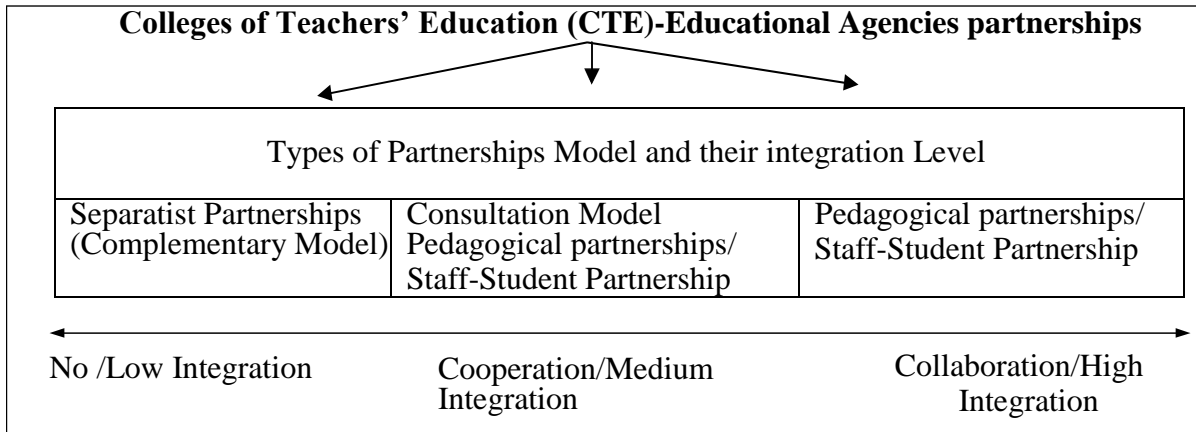 Colleges of Teachers’ Education (CTE)-Educational Agencies partnerships
Types of Partnerships Model and their integration Level
Separatist Partnerships
(Complementary Model)
Consultation Model
Pedagogical partnerships/
Staff-Student Partnership
Pedagogical partnerships/
Staff-Student Partnership
No /Low Integration
Cooperation/Medium
Integration
Collaboration/High
Integration